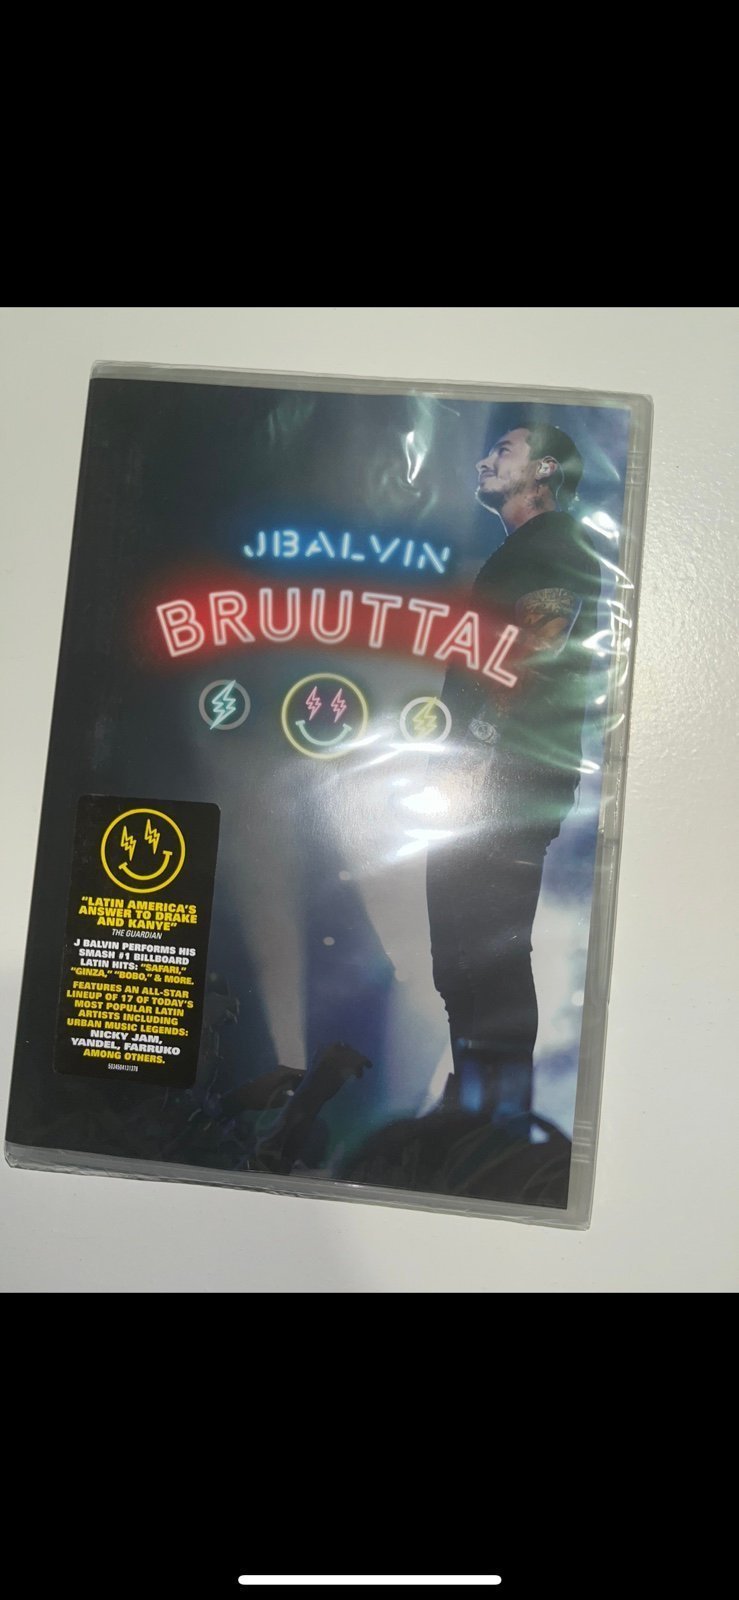 JBALVIN
BRUUTTAL
"LATIN AMERICA'S
ANSWER TO DRAKE
AND KANYE"
THE GUARDIAN
J BALVIN PERFORMS HIS
SMASH #1 BILLBOARD
LATIN HITS: "SAFARI,"
"GINZA," "BOBO," & MORE.
FEATURES AN ALL-STAR
LINEUP OF 17 OF TODAY'S
MOST POPULAR LATIN
ARTISTS INCLUDING
URBAN MUSIC LEGENDS:
NICKY JAM,
YANDEL, FARRUKO
AMONG OTHERS.
5034504131378